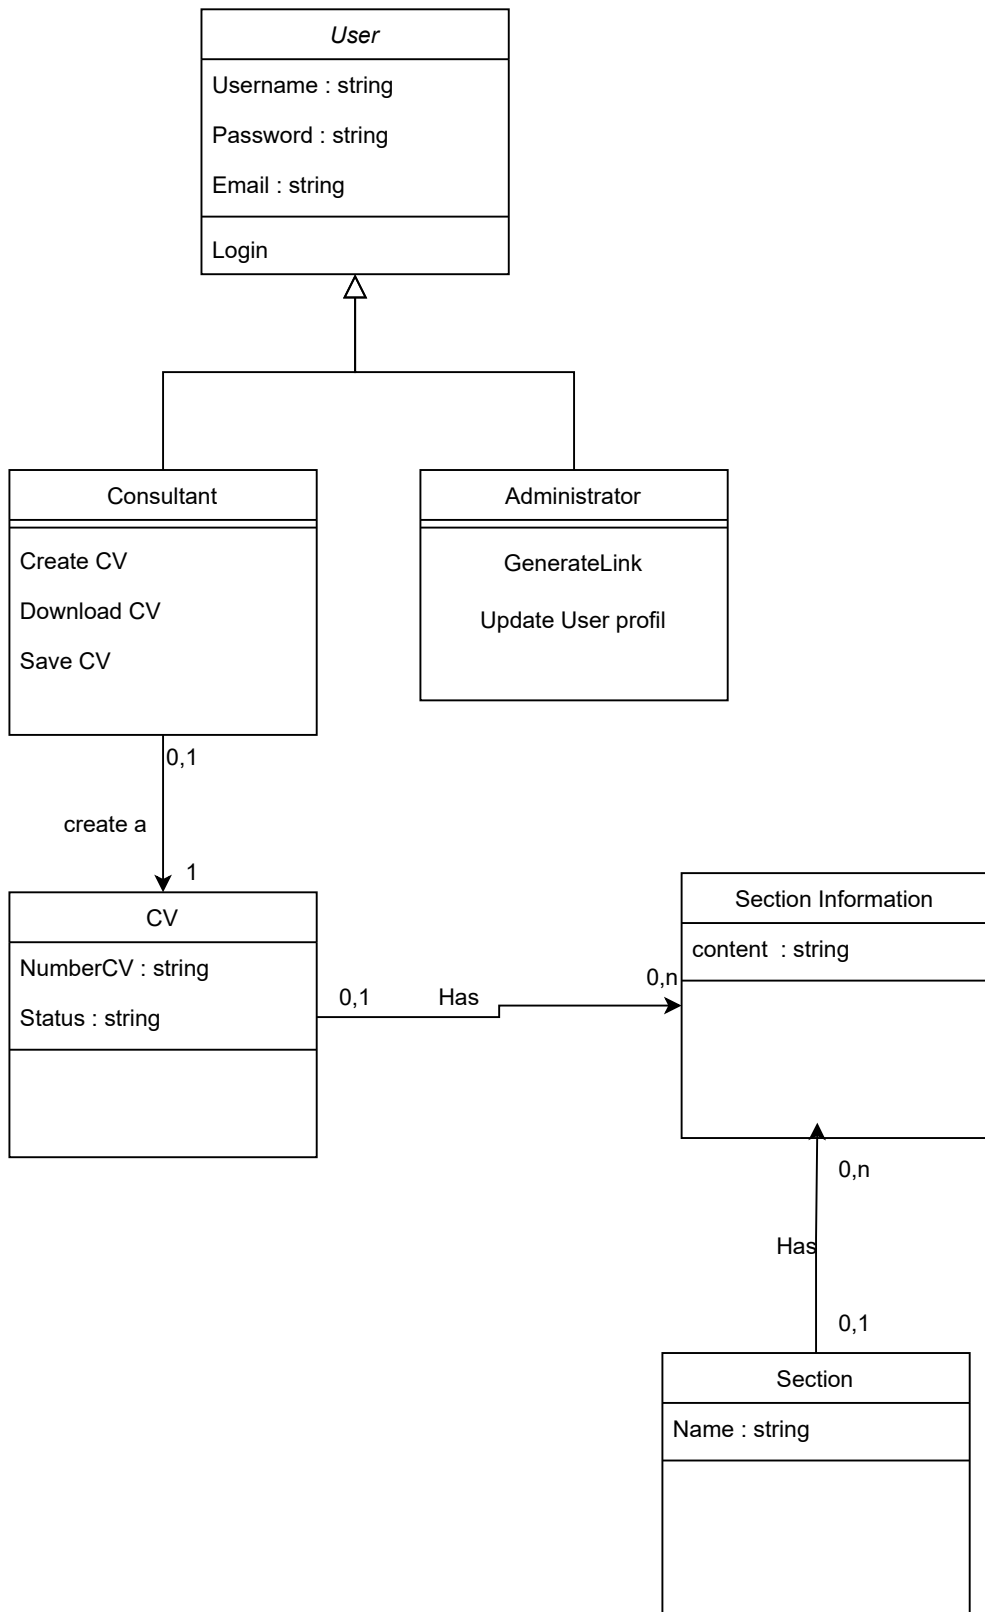 User
Username : string
Password : string
Email : string
Login
Consultant
Create CV
Download CV
Save CV
Administrator
GenerateLink
Update User profil
0,1
create a
1
CV
NumberCV : string
Status : string
0,1
Has
0,n
Section Information
content : string
0,n
Has
0,1
Section
Name : string